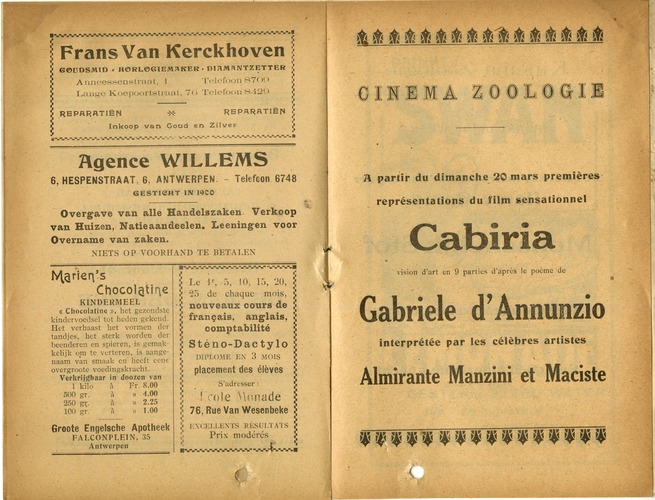 Frans Van Kerckhoven
GOUDSMID - HORLOGIEMAKER - DIAMANTZETTER
Anneessenstraat, 1 Telefoon 8709
Lange Koepoortstraat, 76 Telefoon 8429
REPARATIËN REPARATIËN
Inkoop van Goud en Zilver
Agence WILLEMS
6, HESPENSTRAAT, 6, ANTWERPEN. - Telefoon 6748
GESTICHT IN 1900
Overgave van alle Handelszaken Verkoop
van Huizen, Natieaandeelen. Leeningen voor
Overname van zaken.
NIETS OP VOORHAND TE BETALEN
Marien's
Chocolatine
KINDERMEEL
« Chocolatine », het gezondste
kindervoedsel tot heden gekend.
Het verhaast het vormen der
tandjes, het sterk worden der
beenderen en spieren, is gemak-
kelijk om te verteren, is aange-
naam van smaak en heeft eene
overgroote voedingskracht.
Verkrijgbaar in doozen van
1 kilo à Fr. 8.00
500 gr. à » 4.00
250 gr. à » 2.25
100 gr. à » 1.00
Groote Engelsche Apotheek
FALCONPLEIN, 35
Antwerpen
Le 1r, 5, 10, 15, 20,
25 de chaque mois,
nouveaux cours de
français, anglais,
comptabilité
Sténo-Dactylo
DIPLOME EN 3 MOIS
placement des élèves
S'adresser :
Ecole Monade
76, Rue Van Wesenbeke
EXCELLENTS RÉSULTATS
Prix modérés
CINEMA ZOOLOGIE
A partir du dimanche 20 mars premières
représentations du film sensationnel
Cabiria
vision d'art en 9 parties d'après le poème de
Gabriele d'Annunzio
interprétée par les célèbres artistes
Almirante Manzini et Maciste